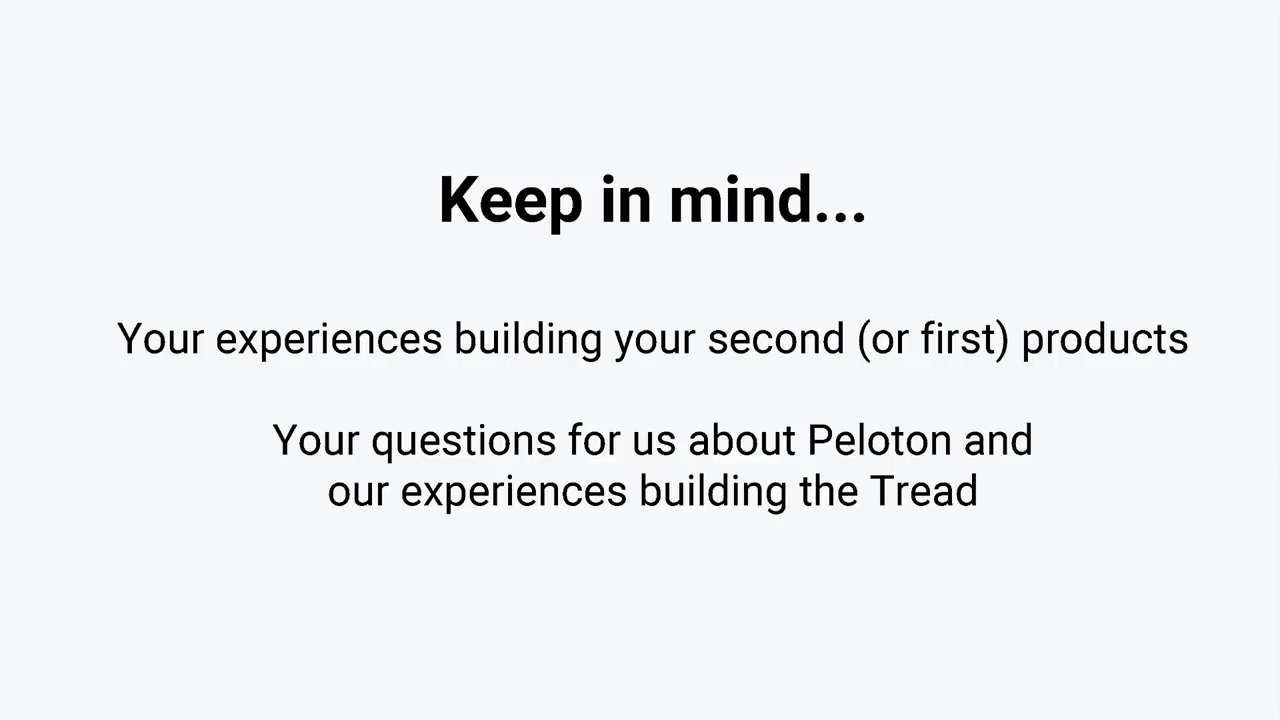 Keep in mind...
Your experiences building your second (or first) products
Your questions for us about Peloton and
our experiences building the Tread